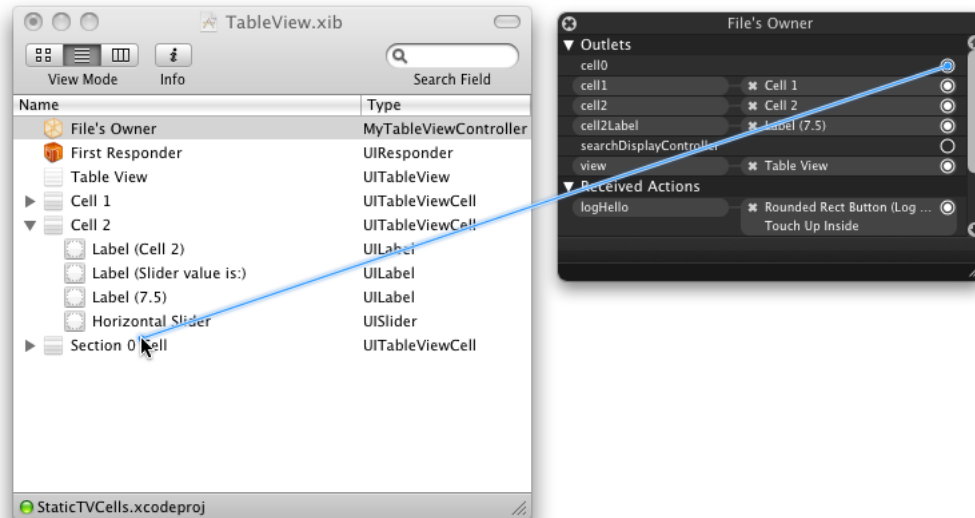 TableView.xib
View Mode
Info
Search Field
Name Type
File's Owner MyTableViewController
First Responder UIResponder
Table View UITableView
Cell 1 UITableViewCell
Cell 2 UITableViewCell
Label (Cell 2) UILabel
Label (Slider value is:) UILabel
Label (7.5) UILabel
Horizontal Slider UISlider
Section 0 Cell UITableViewCell
StaticTVCells.xcodeproj
File's Owner
Outlets
cell0
cell1 Cell 1
cell2 Cell 2
cell2Label Label (7.5)
searchDisplayController
view Table View
Received Actions
logHello Rounded Rect Button (Log ...
Touch Up Inside